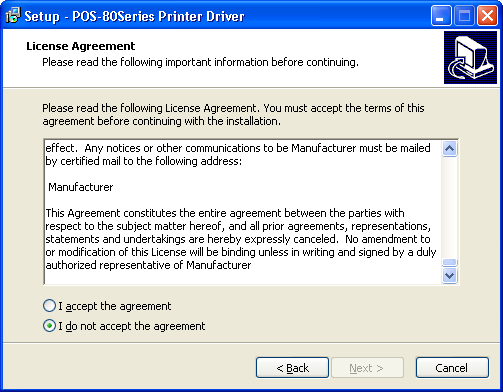 Setup - POS-80Series Printer Driver
License Agreement
Please read the following important information before continuing.
Please read the following License Agreement. You must accept the terms of this
agreement before continuing with the installation.
effect.  Any notices or other communications to be Manufacturer must be mailed
by certified mail to the following address:
Manufacturer
This Agreement constitutes the entire agreement between the parties with
respect to the subject matter hereof, and all prior agreements, representations,
statements and undertakings are hereby expressly canceled.  No amendment to
or modification of this License will be binding unless in writing and signed by a duly
authorized representative of Manufacturer
I accept the agreement
I do not accept the agreement
< Back
Next >
Cancel